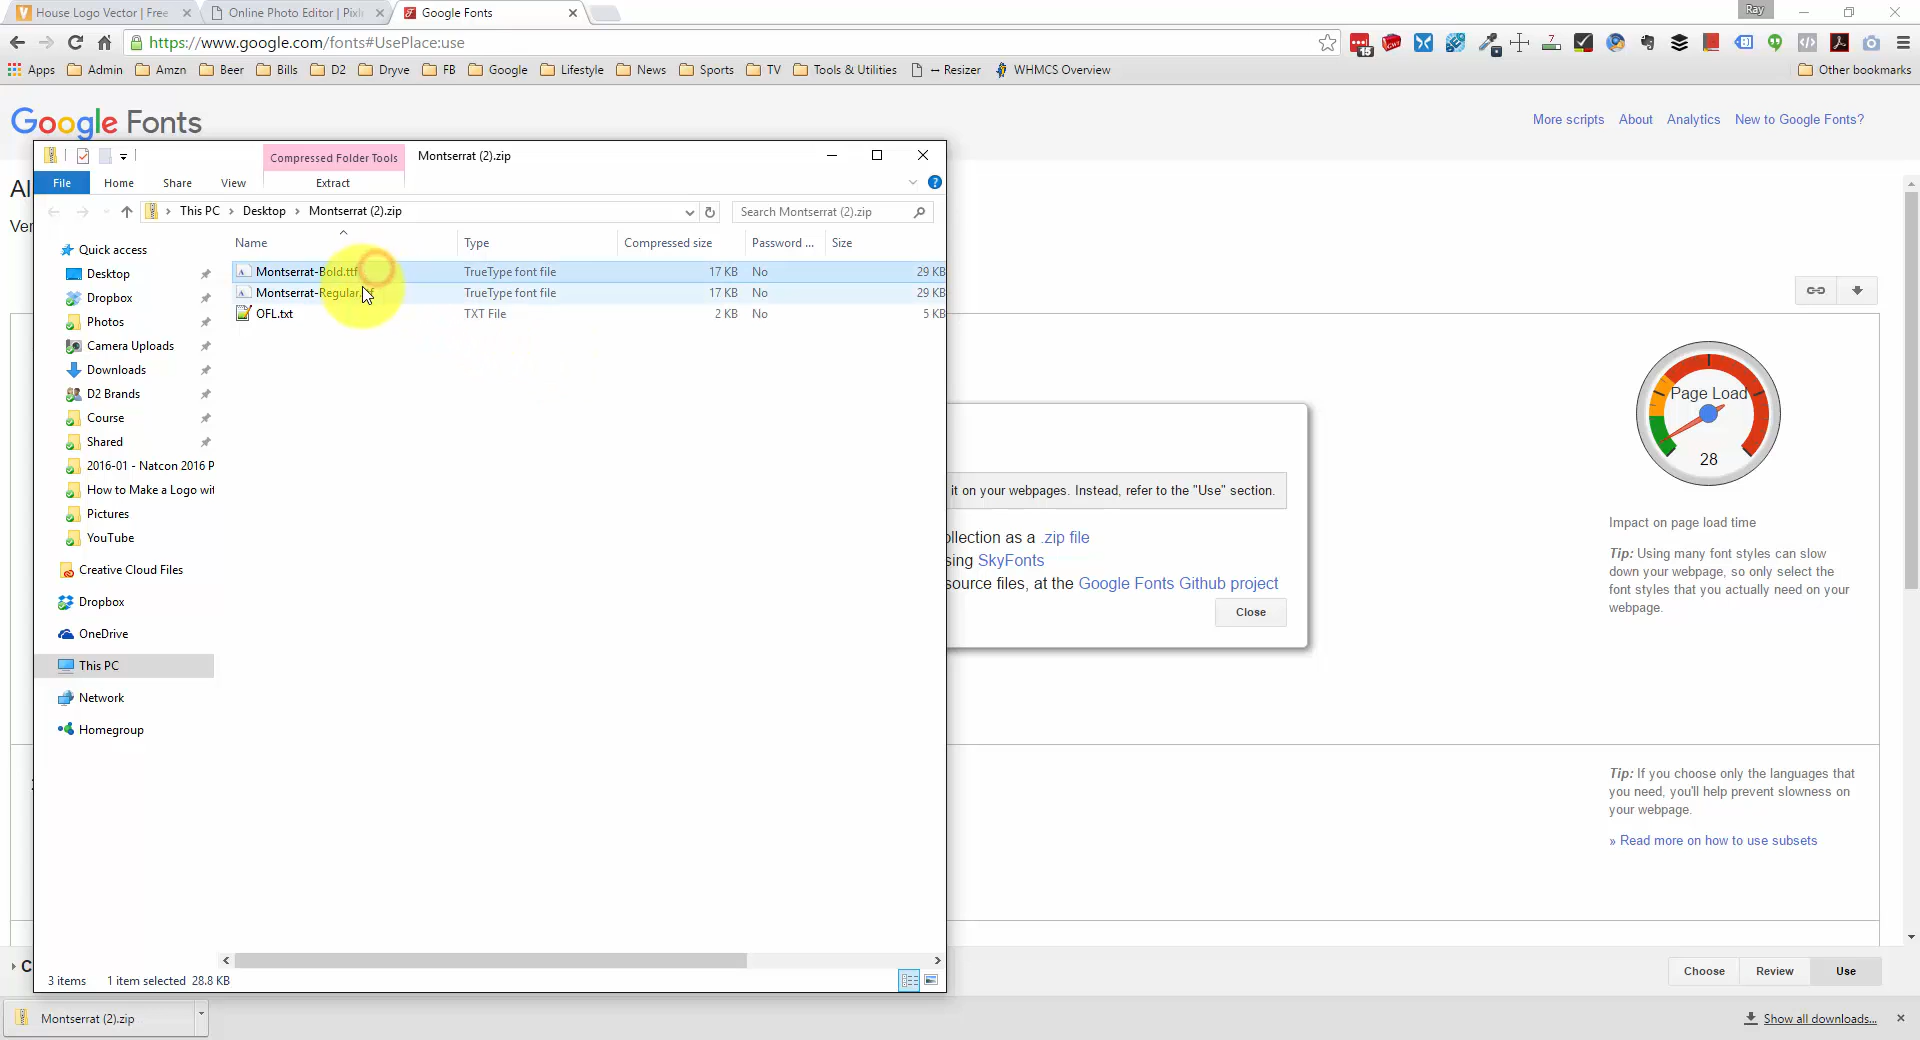 House Logo Vector | Free
Online Photo Editor | Pixlr
Google Fonts
Ray
https://www.google.com/fonts#UsePlace:use
15
7
Apps Admin Amzn Beer Bills D2 Dryve FB Google Lifestyle News Sports TV Tools & Utilities -- Resizer WHMCS Overview Other bookmarks
Google Fonts
More scripts About Analytics New to Google Fonts?
Compressed Folder Tools
Montserrat (2).zip
File Home Share View Extract
This PC Desktop Montserrat (2).zip
Search Montserrat (2).zip
Name Type Compressed size Password ... Size
Montserrat-Bold.ttf TrueType font file 17 KB No 29 KB
Montserrat-Regular.ttf TrueType font file 17 KB No 29 KB
OFL.txt TXT File 2 KB No 5 KB
Quick access
Desktop
Dropbox
Photos
Camera Uploads
Downloads
D2 Brands
Course
Shared
2016-01 - Natcon 2016 P
How to Make a Logo wit
Pictures
YouTube
Creative Cloud Files
Dropbox
OneDrive
This PC
Network
Homegroup
3 items 1 item selected 28.8 KB
Al
Ver
it on your webpages. Instead, refer to the "Use" section.
ollection as a .zip file
sing SkyFonts
source files, at the Google Fonts Github project
Close
Page Load
28
Impact on page load time
Tip: Using many font styles can slow
down your webpage, so only select the
font styles that you actually need on your
webpage.
Tip: If you choose only the languages that
you need, you'll help prevent slowness on
your webpage.
» Read more on how to use subsets
C
Choose Review Use
Montserrat (2).zip
Show all downloads...